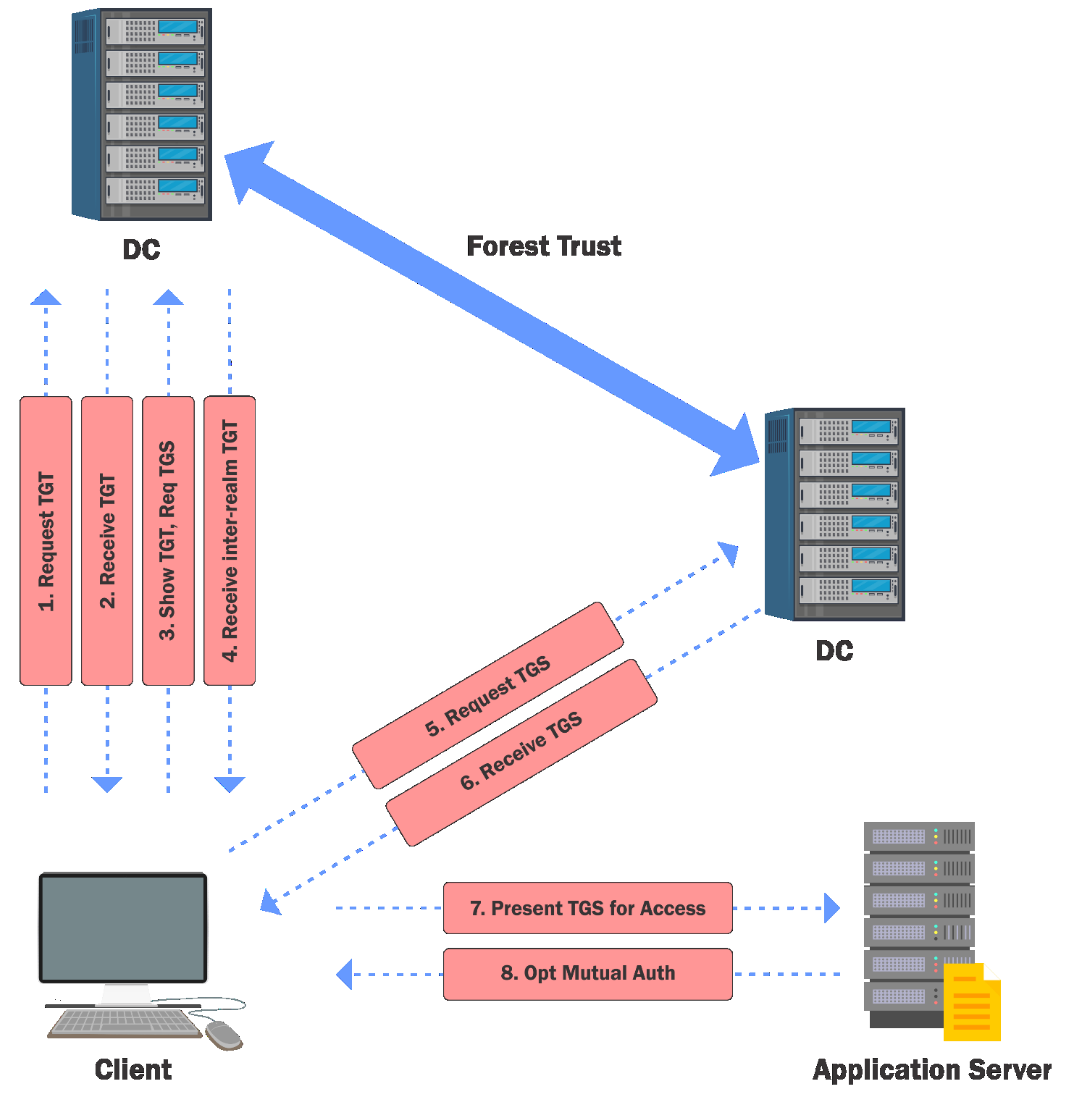 DC
Forest Trust
1. Request TGT
2. Receive TGT
3. Show TGT, Req TGS
4. Receive inter-realm TGT
DC
5. Request TGS
6. Receive TGS
7. Present TGS for Access
8. Opt Mutual Auth
Client
Application Server